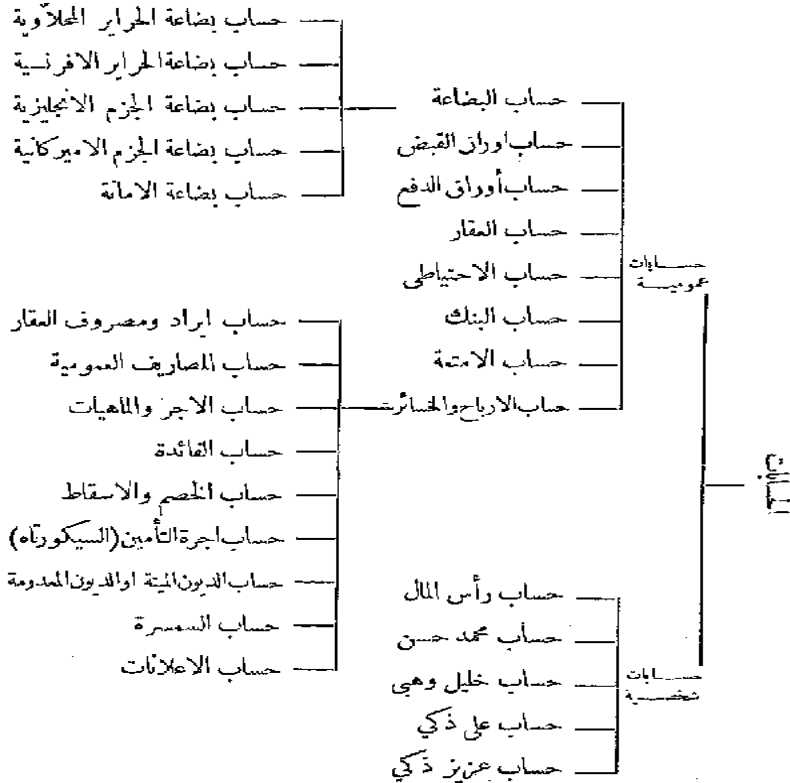 الحسابات
حسابات
عمومية
حساب البضاعة
حساب اوراق القبض
حساب أوراق الدفع
حساب العقار
حساب الاحتياطى
حساب البنك
حساب الامتعة
حساب الارباح والخسائر
حساب بضاعة الحراير المحلاوية
حساب بضاعة الحراير الافرنسية
حساب بضاعة الجزم الانجليزية
حساب بضاعة الجزم الاميركانية
حساب بضاعة الامانة
حساب ايراد ومصروف العقار
حساب المصاريف العمومية
حساب الاجر والماهيات
حساب الفائدة
حساب الخصم والاسقاط
حساب اجرة التأمين (السيكورتاه)
حساب الديون الميتة او الديون المعدومة
حساب السمسرة
حساب الاعلانات
حسابات
شخصية
حساب رأس المال
حساب محمد حسن
حساب خليل وهبى
حساب على ذكي
حساب عزيز ذكي